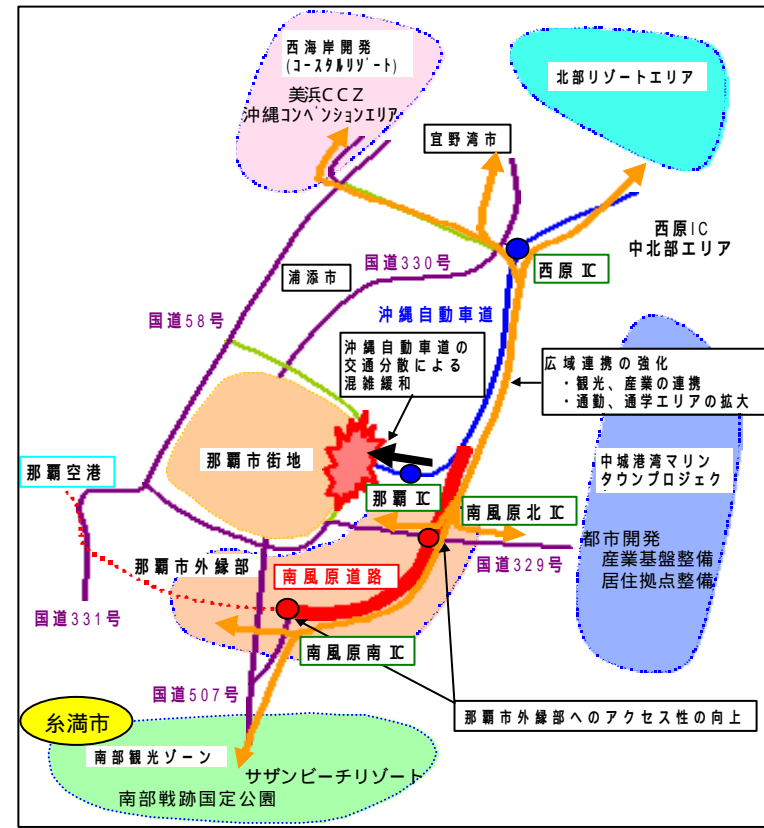 西海岸開発
(コースタルリゾート)
美浜CCZ
沖縄コンベンションエリア
北部リゾートエリア
宜野湾市
西原IC
中北部エリア
国道330号
西原IC
浦添市
沖縄自動車道
国道58号
沖縄自動車道の
交通分散による
混雑緩和
広域連携の強化
・観光、産業の連携
・通勤、通学エリアの拡大
那覇市街地
中城港湾マリン
タウンプロジェク
那覇空港
那覇IC
南風原北IC
都市開発
産業基盤整備
居住拠点整備
那覇市外縁部
南風原道路
国道329号
国道331号
南風原南IC
国道507号
那覇市外縁部へのアクセス性の向上
糸満市
南部観光ゾーン
サザンビーチリゾート
南部戦跡国定公園